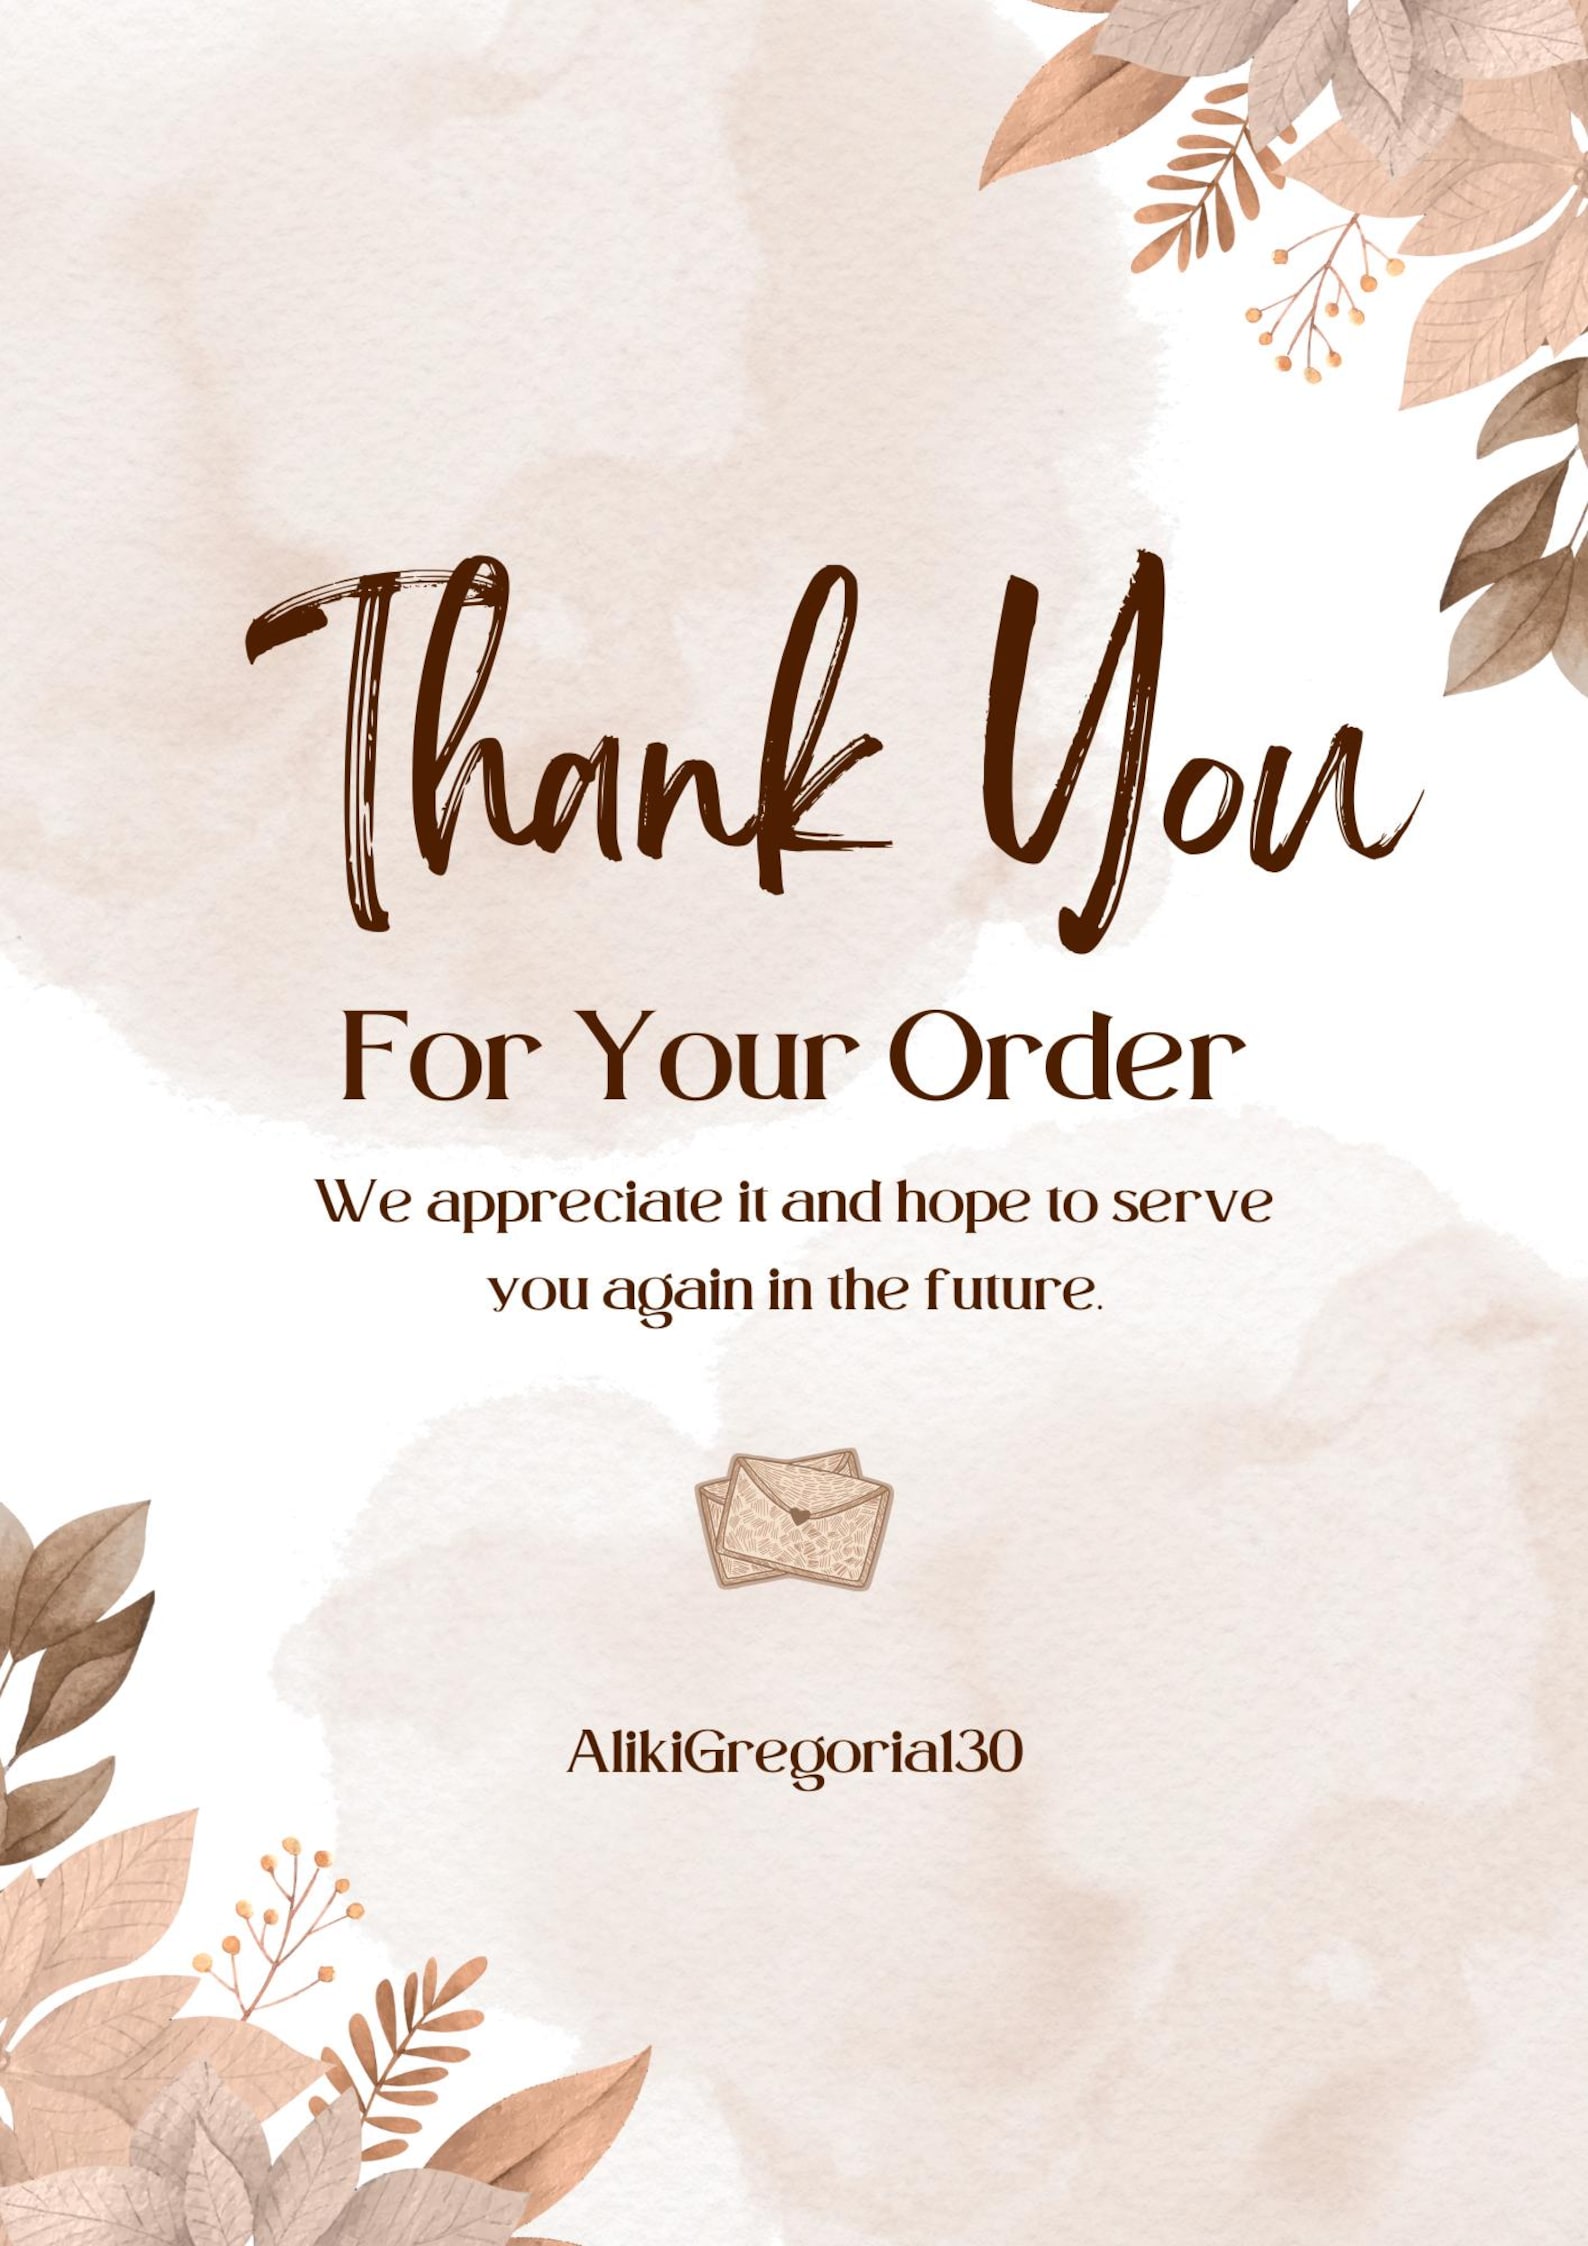 Thank You
For Your Order
We appreciate it and hope to serve
you again in the future.
AlikiGregoria130